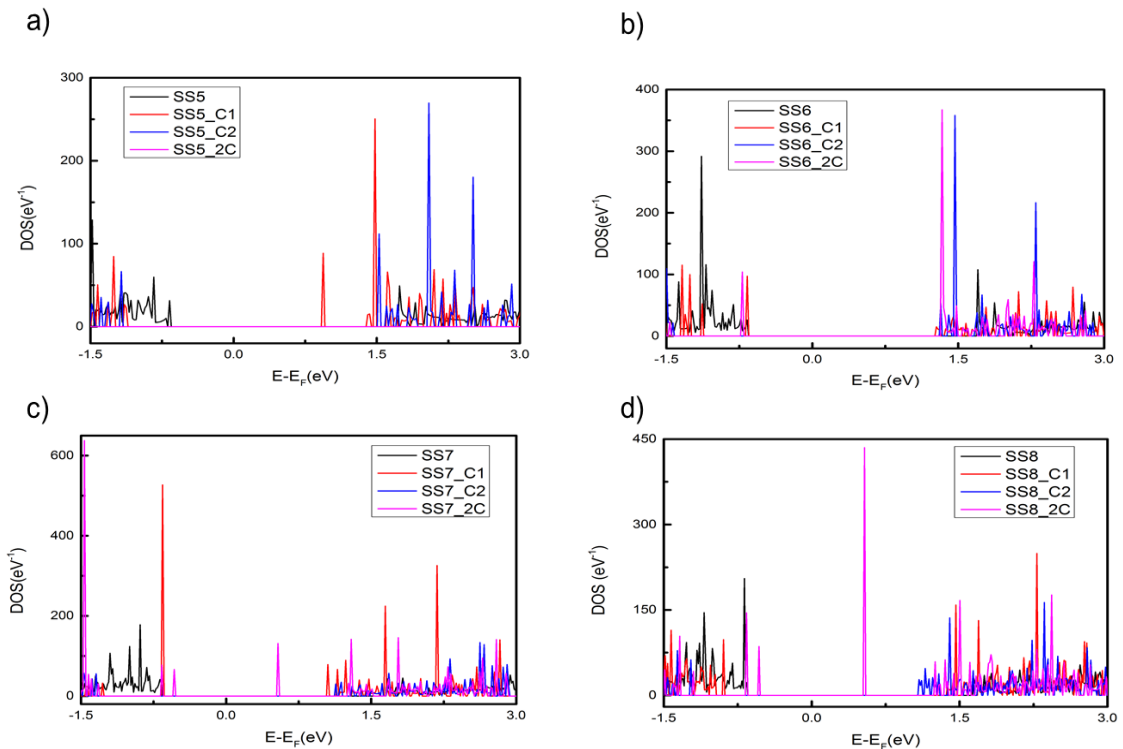 a)
300
200
100
0
DOS(eV⁻¹)
SS5
SS5_C1
SS5_C2
SS5_2C
-1.5
0.0
1.5
3.0
E-E_F(eV)
b)
400
300
200
100
0
DOS(eV⁻¹)
SS6
SS6_C1
SS6_C2
SS6_2C
-1.5
0.0
1.5
3.0
E-E_F(eV)
c)
600
400
200
0
DOS(eV⁻¹)
SS7
SS7_C1
SS7_C2
SS7_2C
-1.5
0.0
1.5
3.0
E-E_F(eV)
d)
450
300
150
0
DOS (eV⁻¹)
SS8
SS8_C1
SS8_C2
SS8_2C
-1.5
0.0
1.5
3.0
E-E_F(eV)